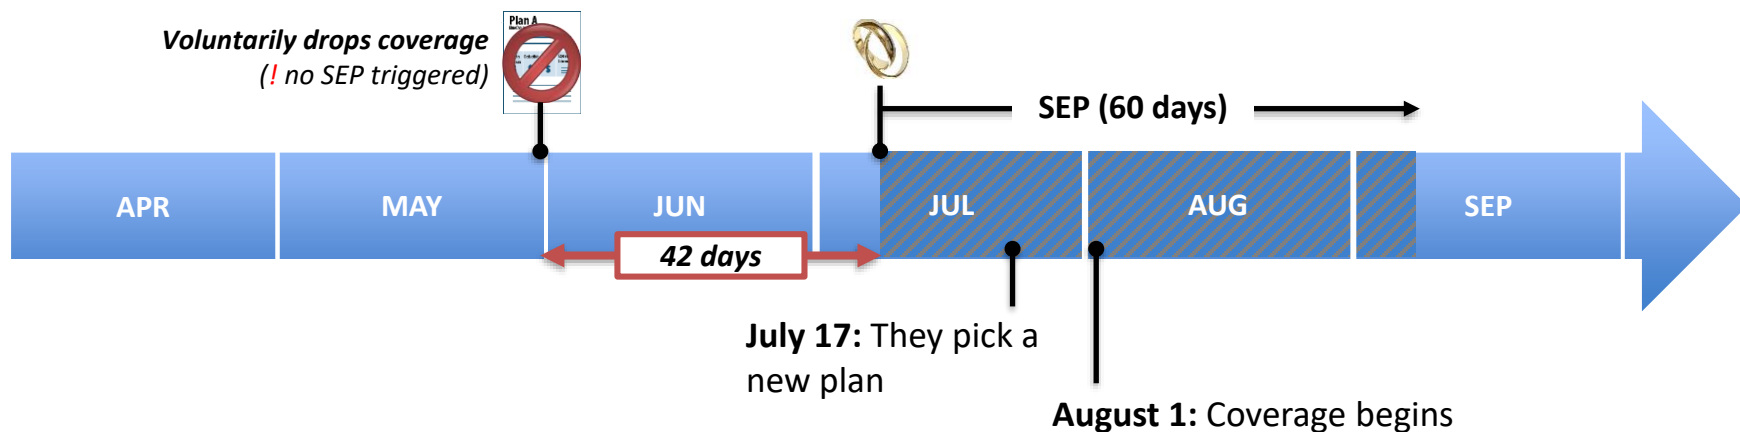 Plan A
Voluntarily drops coverage
(! no SEP triggered)
SEP (60 days)
APR
MAY
JUN
JUL
AUG
SEP
42 days
July 17: They pick a
new plan
August 1: Coverage begins